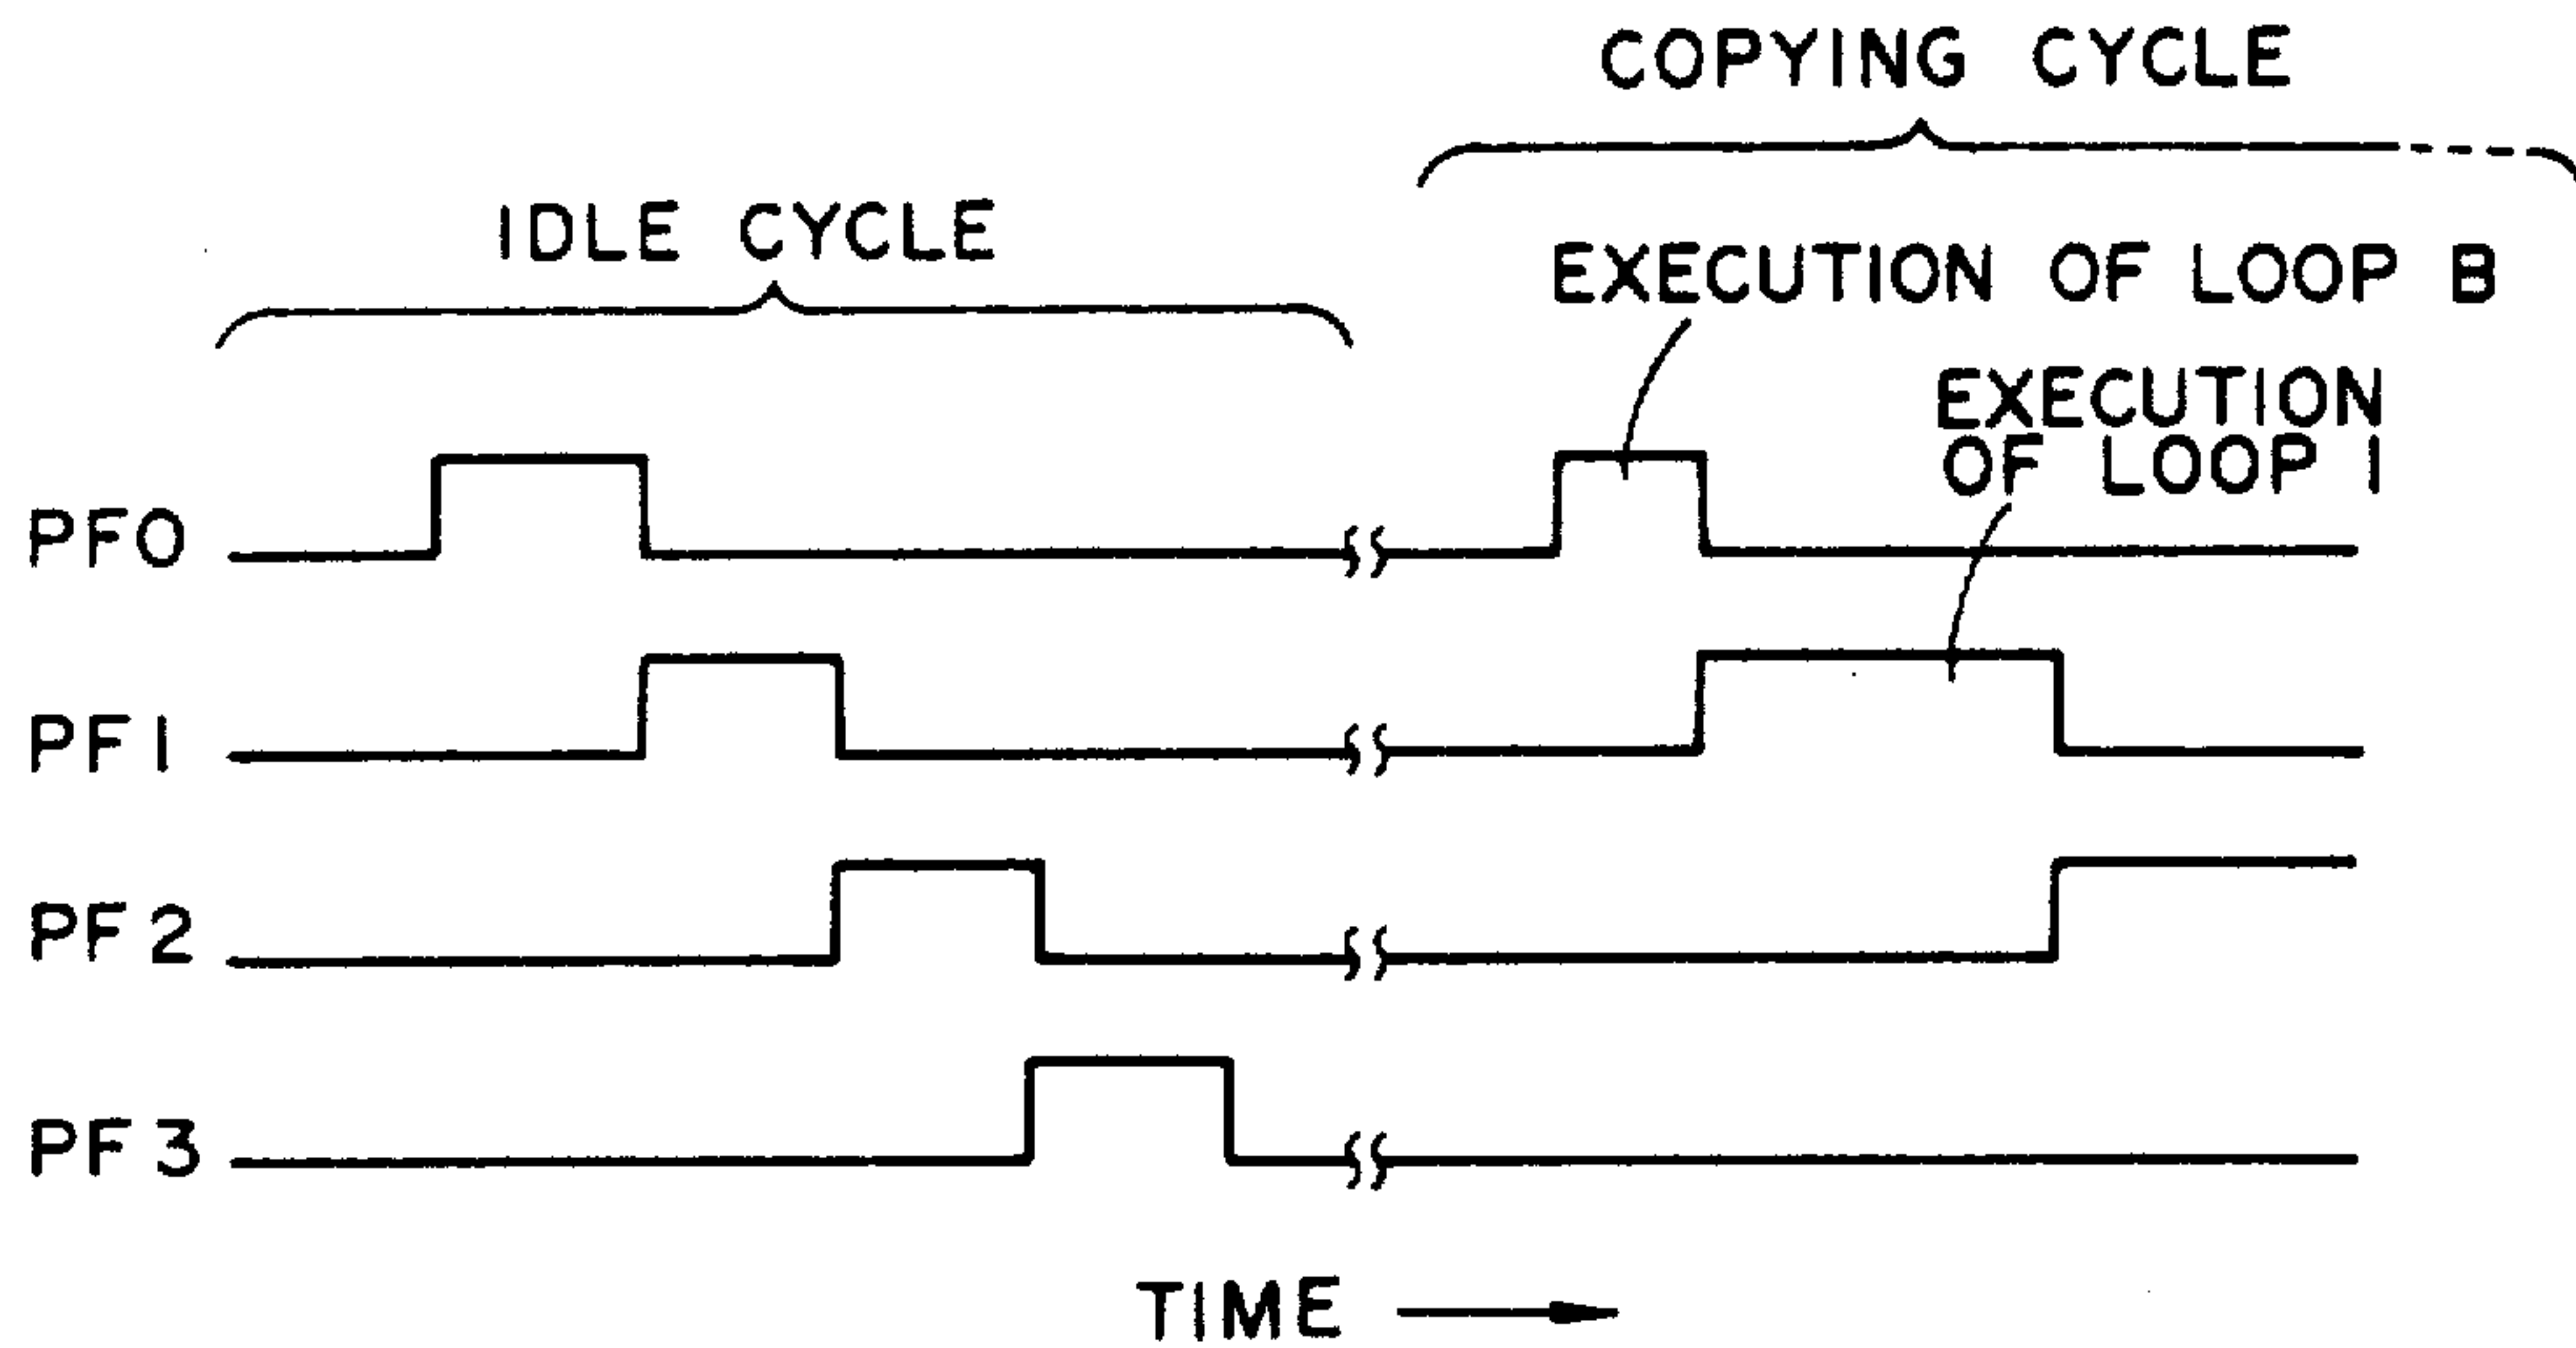 COPYING CYCLE
IDLE CYCLE
EXECUTION OF LOOP B
EXECUTION
OF LOOP I
PF0
PF1
PF2
PF3
TIME